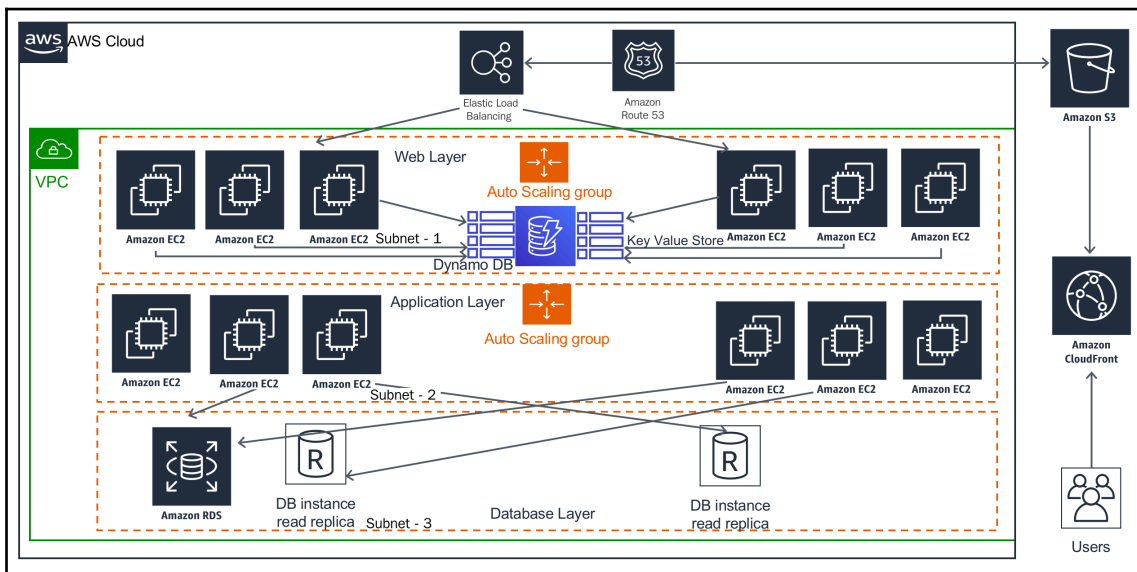 aws
AWS Cloud
53
Elastic Load
Balancing
Amazon
Route 53
Amazon S3
VPC
Web Layer
Auto Scaling group
Amazon EC2
Amazon EC2
Amazon EC2
Amazon EC2
Amazon EC2
Amazon EC2
Subnet - 1
Key Value Store
Dynamo DB
Application Layer
Auto Scaling group
Amazon EC2
Amazon EC2
Amazon EC2
Amazon EC2
Amazon EC2
Amazon EC2
Subnet - 2
Amazon
CloudFront
R
R
Amazon RDS
DB instance
read replica
Subnet - 3
Database Layer
DB instance
read replica
Users